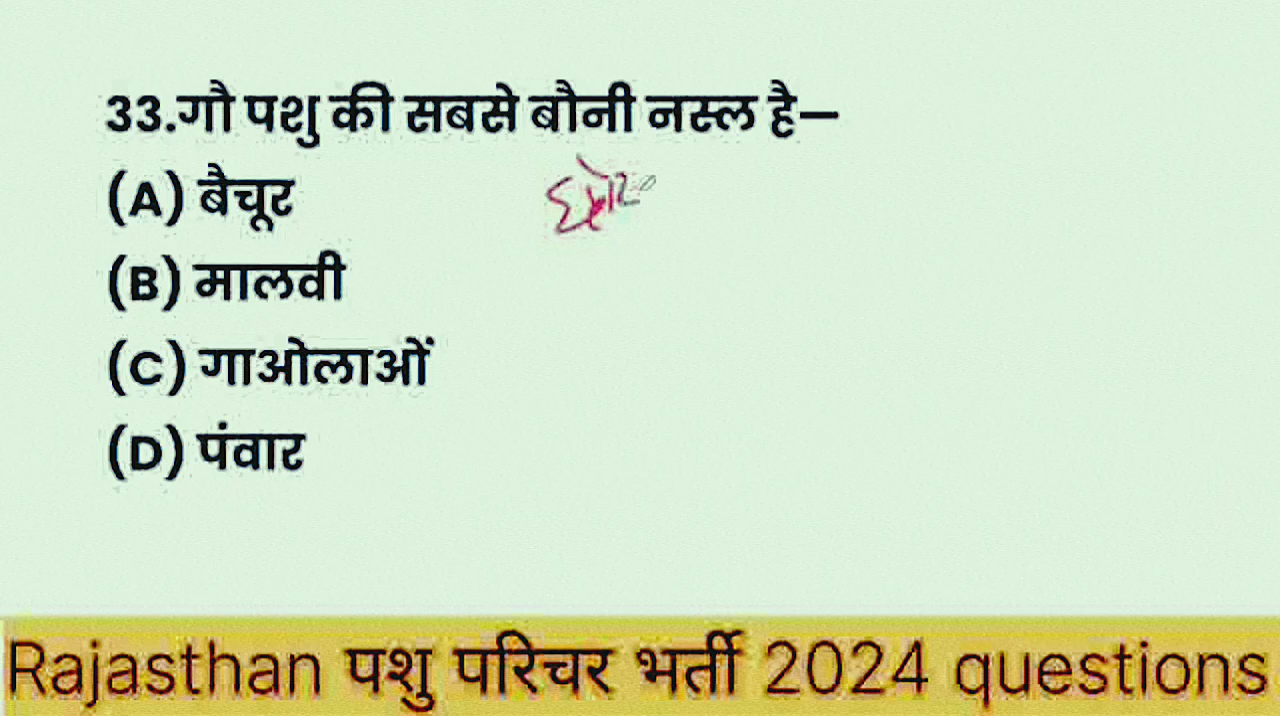 33.गौ पशु की सबसे बौनी नस्ल है–
(A) बैचूर
(B) मालवी
(C) गाओलाओं
(D) पंवार
Rajasthan पशु परिचर भर्ती 2024 questions